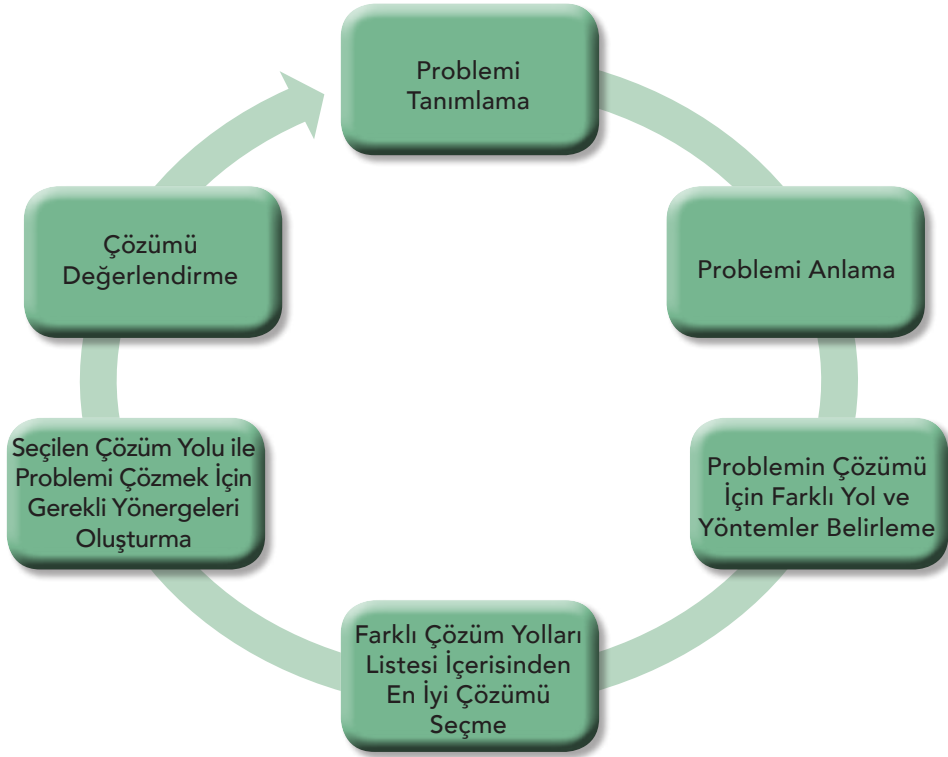 Problemi
Tanımlama
Problemi Anlama
Problemin Çözümü
İçin Farklı Yol ve
Yöntemler Belirleme
Farklı Çözüm Yolları
Listesi İçerisinden
En İyi Çözümü
Seçme
Seçilen Çözüm Yolu ile
Problemi Çözmek İçin
Gerekli Yönergeleri
Oluşturma
Çözümü
Değerlendirme